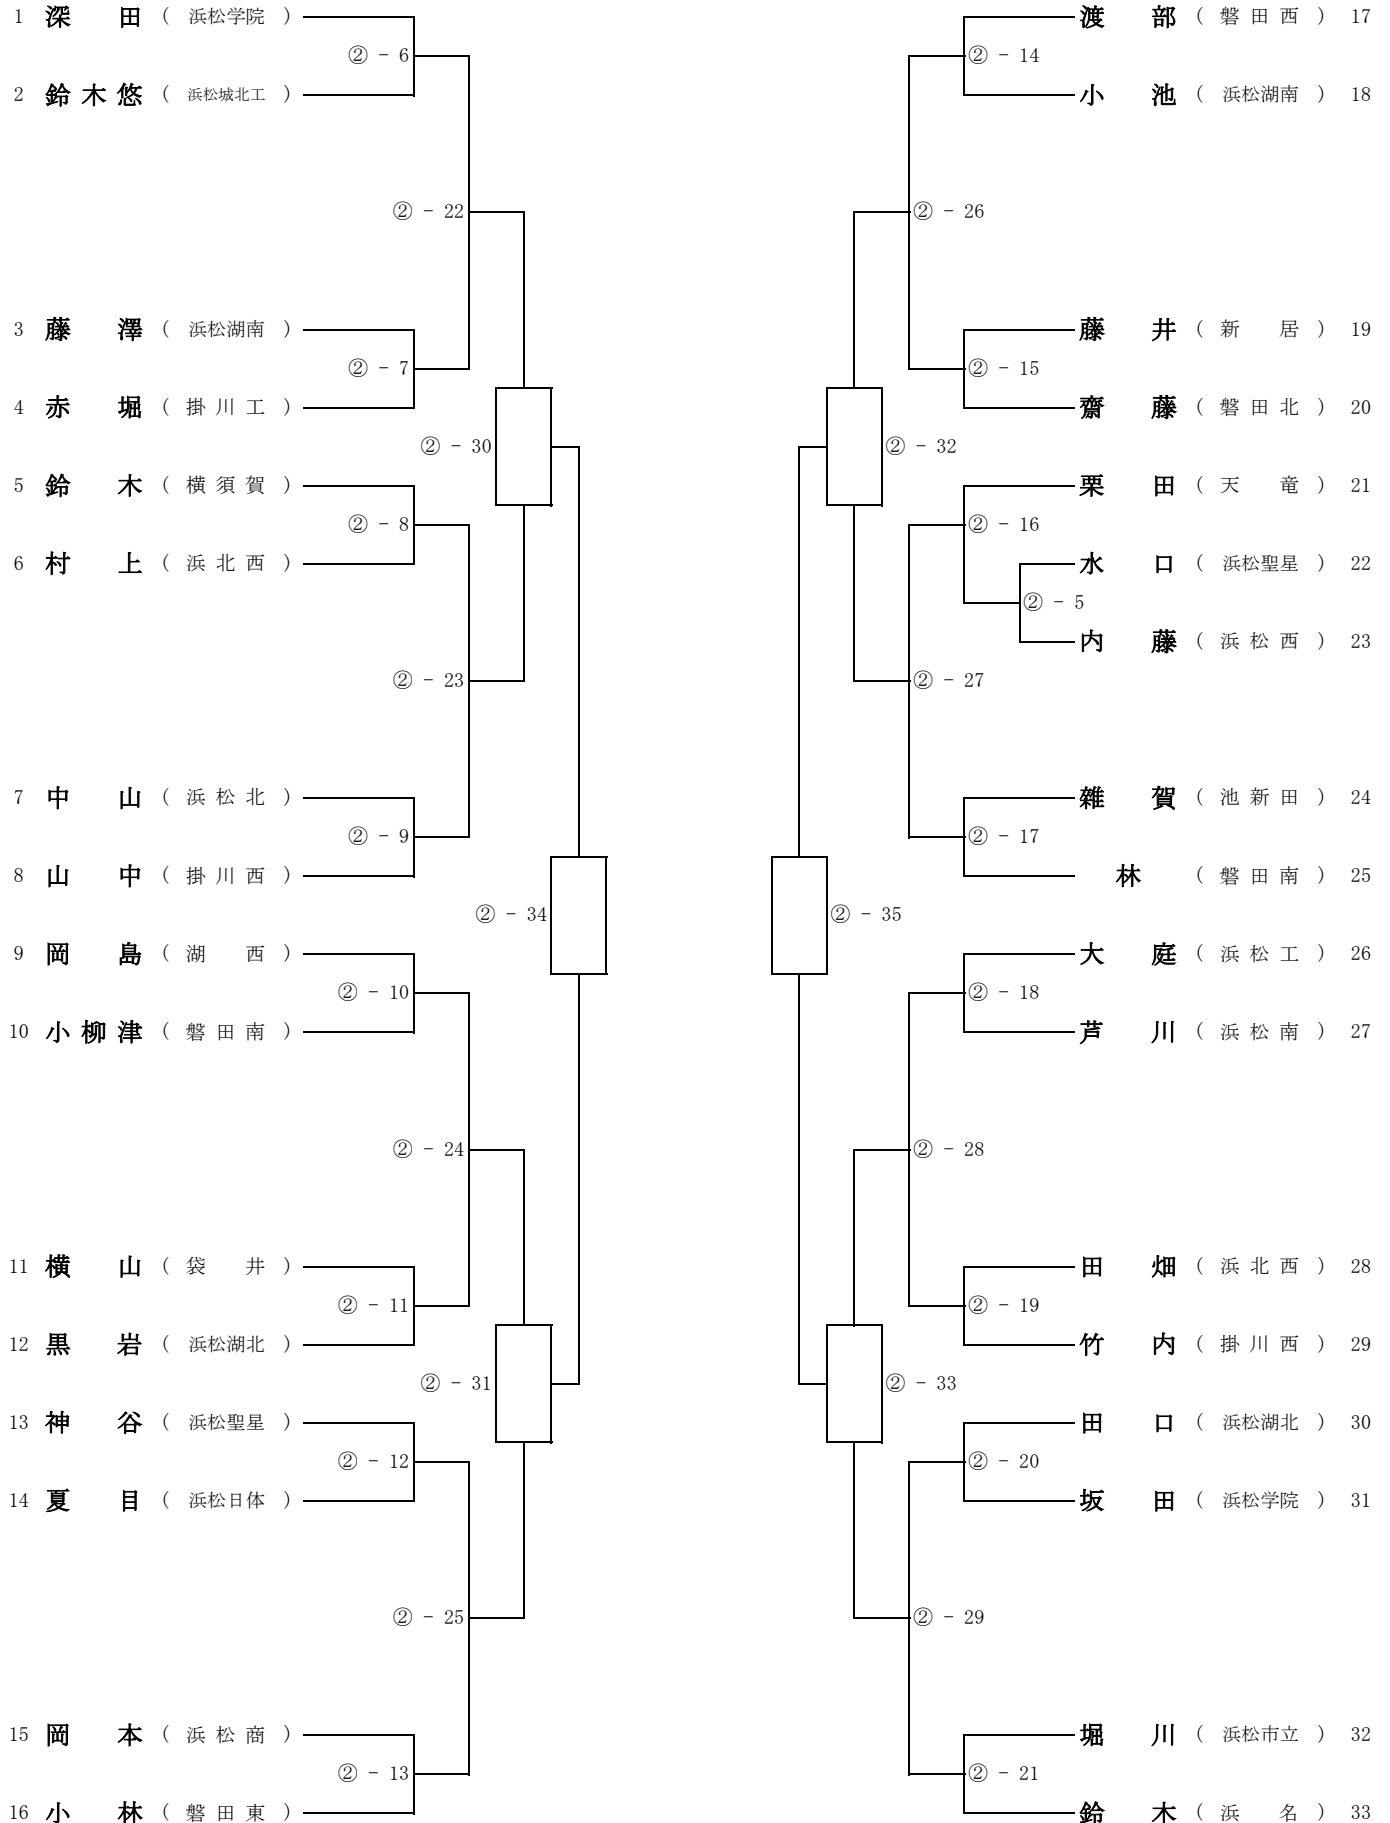 1 深田 ( 浜松学院 )
② - 6
2 鈴木悠 ( 浜松城北工 )
② - 22
3 藤澤 ( 浜松湖南 )
② - 7
4 赤堀 ( 掛川工 )
② - 30
5 鈴木 ( 横須賀 )
② - 8
6 村上 ( 浜北西 )
② - 23
7 中山 ( 浜松北 )
② - 9
8 山中 ( 掛川西 )
② - 34
9 岡島 ( 湖西 )
② - 10
10 小柳津 ( 磐田南 )
② - 24
11 横山 ( 袋井 )
② - 11
12 黒岩 ( 浜松湖北 )
② - 31
13 神谷 ( 浜松聖星 )
② - 12
14 夏目 ( 浜松日体 )
② - 25
15 岡本 ( 浜松商 )
② - 13
16 小林 ( 磐田東 )
渡部 ( 磐田西 ) 17
② - 14
小池 ( 浜松湖南 ) 18
② - 26
藤井 ( 新居 ) 19
② - 15
齋藤 ( 磐田北 ) 20
② - 32
栗田 ( 天竜 ) 21
② - 16
水口 ( 浜松聖星 ) 22
② - 5
内藤 ( 浜松西 ) 23
② - 27
雑賀 ( 池新田 ) 24
② - 17
林 ( 磐田南 ) 25
② - 35
大庭 ( 浜松工 ) 26
② - 18
芦川 ( 浜松南 ) 27
② - 28
田畑 ( 浜北西 ) 28
② - 19
竹内 ( 掛川西 ) 29
② - 33
田口 ( 浜松湖北 ) 30
② - 20
坂田 ( 浜松学院 ) 31
② - 29
堀川 ( 浜松市立 ) 32
② - 21
鈴木 ( 浜名 ) 33